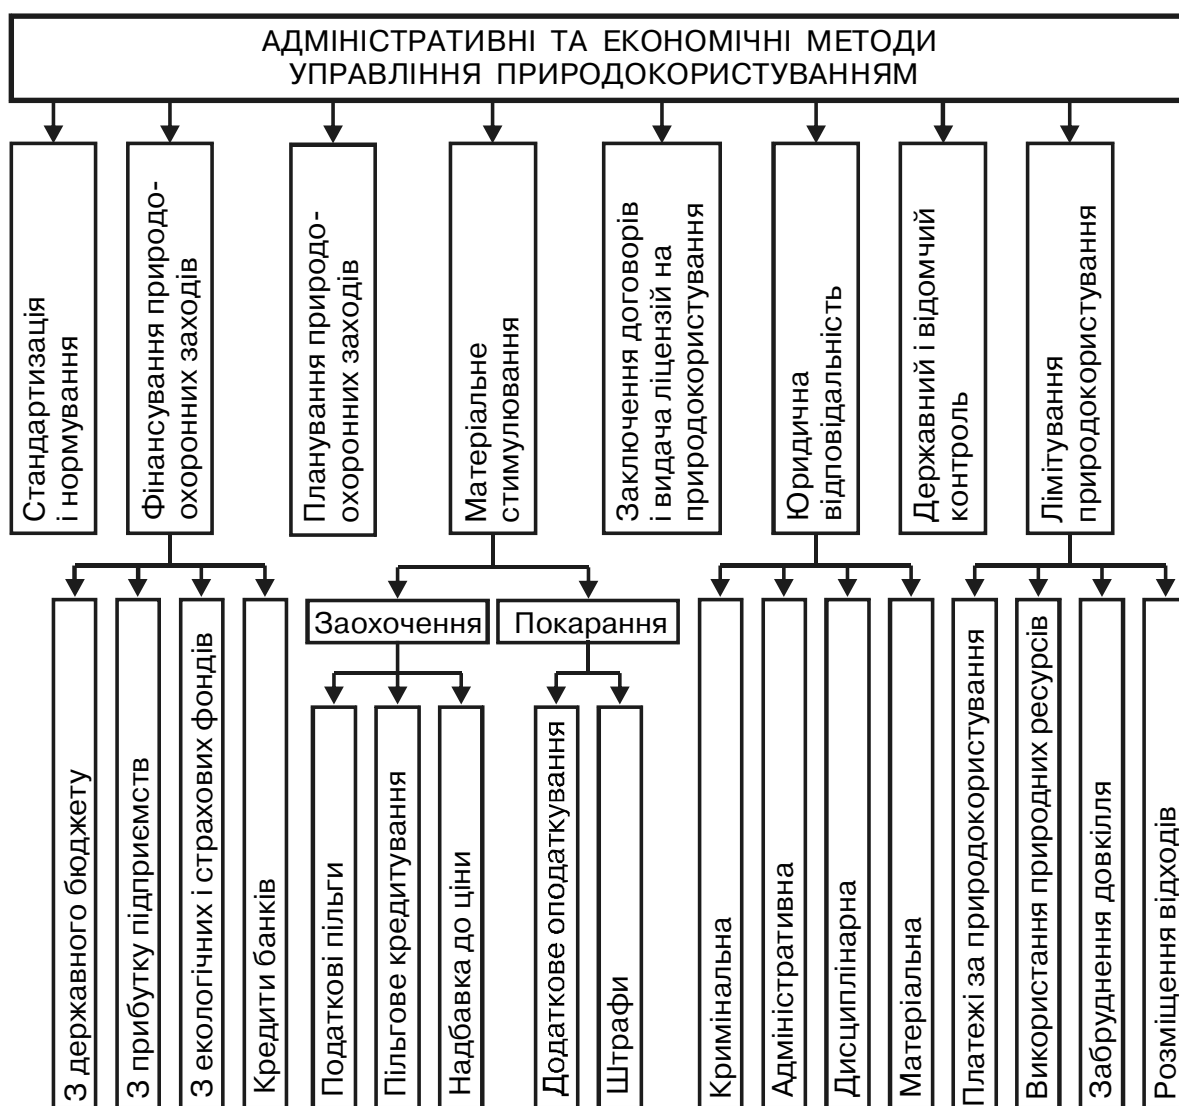 АДМІНІСТРАТИВНІ ТА ЕКОНОМІЧНІ МЕТОДИ
УПРАВЛІННЯ ПРИРОДОКОРИСТУВАННЯМ
Стандартизація
і нормування
Фінансування природо-
охоронних заходів
Планування природо-
охоронних заходів
Матеріальне
стимулювання
Заключення договорів
і видача ліцензій на
природокористування
Юридична
відповідальність
Державний і відомчий
контроль
Лімітування
природокористування
З державного бюджету
З прибутку підприємств
З екологічних і страхових фондів
Кредити банків
Заохочення
Покарання
Податкові пільги
Пільгове кредитування
Надбавка до ціни
Додаткове оподаткування
Штрафи
Кримінальна
Адміністративна
Дисциплінарна
Матеріальна
Платежі за природокористування
Використання природних ресурсів
Забруднення довкілля
Розміщення відходів